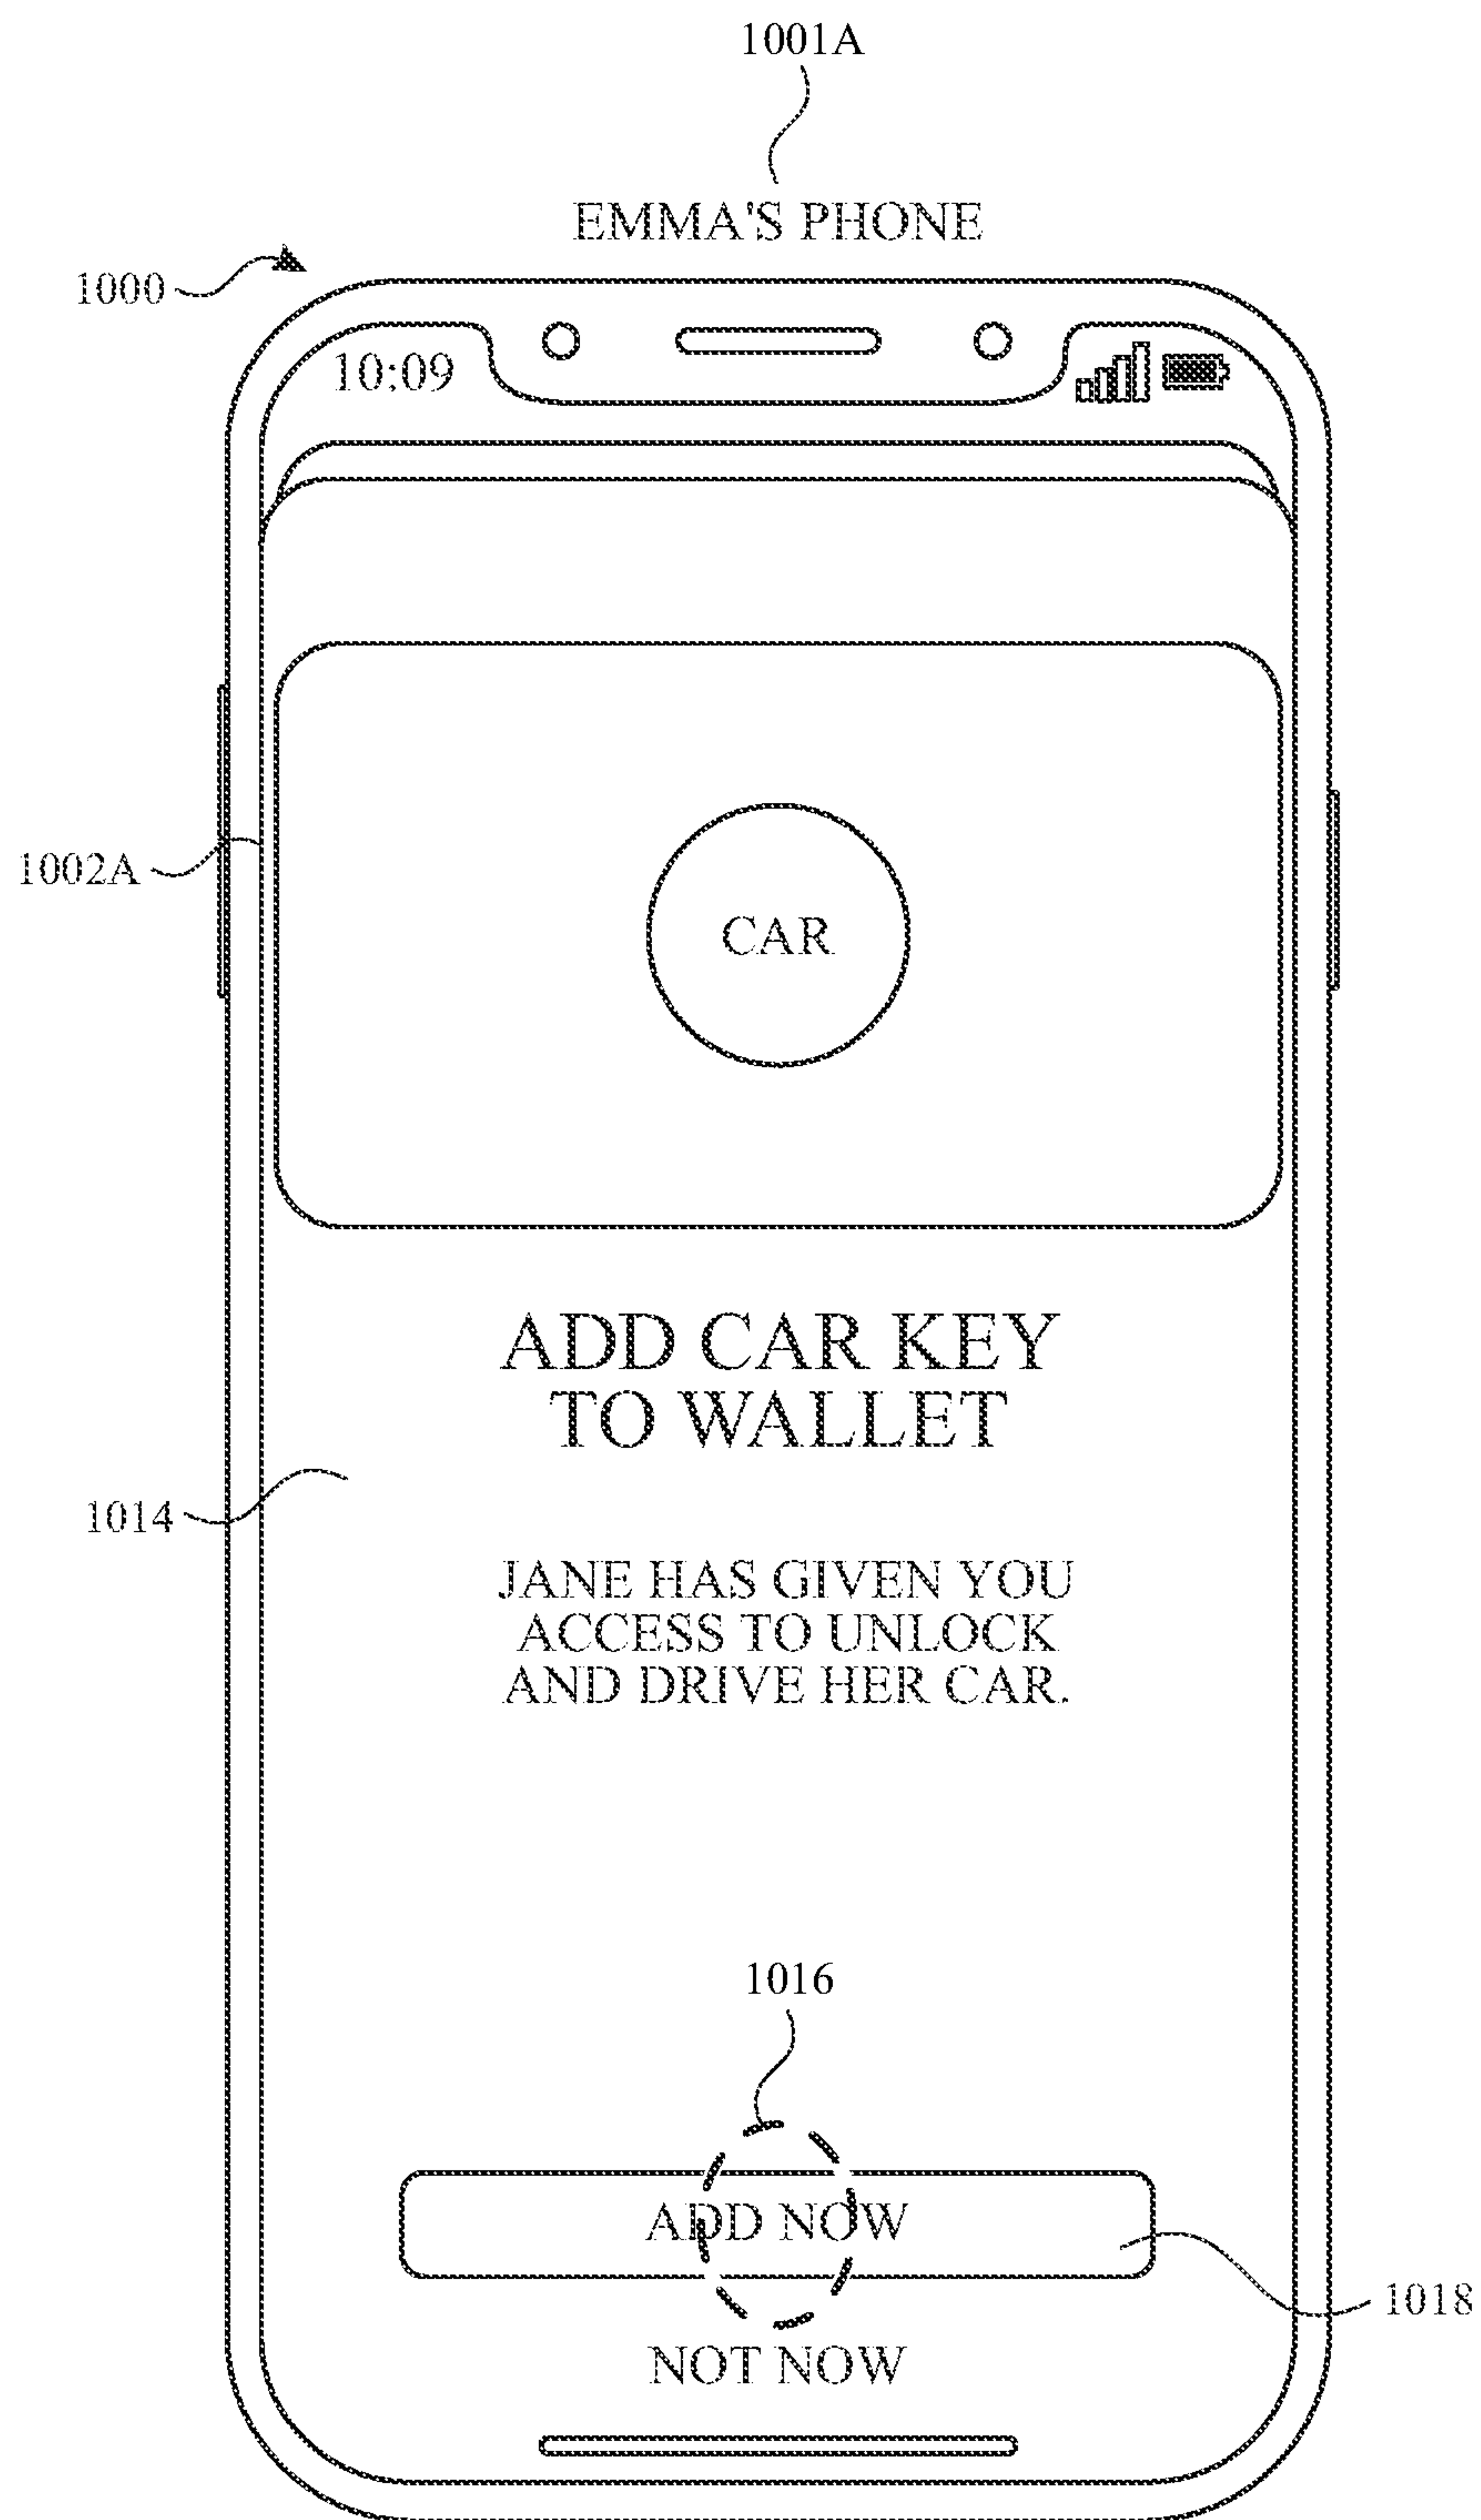 1001A
EMMA'S PHONE
1000
10:09
1002A
CAR
ADD CAR KEY
TO WALLET
1014
JANE HAS GIVEN YOU
ACCESS TO UNLOCK
AND DRIVE HER CAR.
1016
ADD NOW
1018
NOT NOW